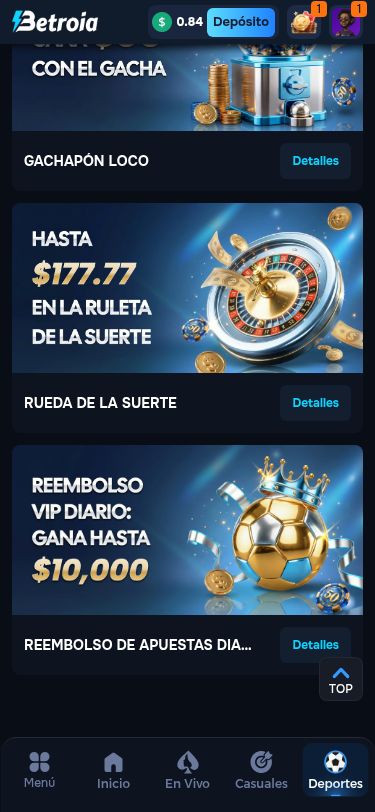 Betroia
$ 0.84 Depósito
1
1
CON EL GACHA
GACHAPÓN LOCO
Detalles
HASTA
$177.77
EN LA RULETA
DE LA SUERTE
RUEDA DE LA SUERTE
Detalles
REEMBOLSO
VIP DIARIO:
GANA HASTA
$10,000
REEMBOLSO DE APUESTAS DIA...
Detalles
TOP
Menú
Inicio
En Vivo
Casuales
Deportes